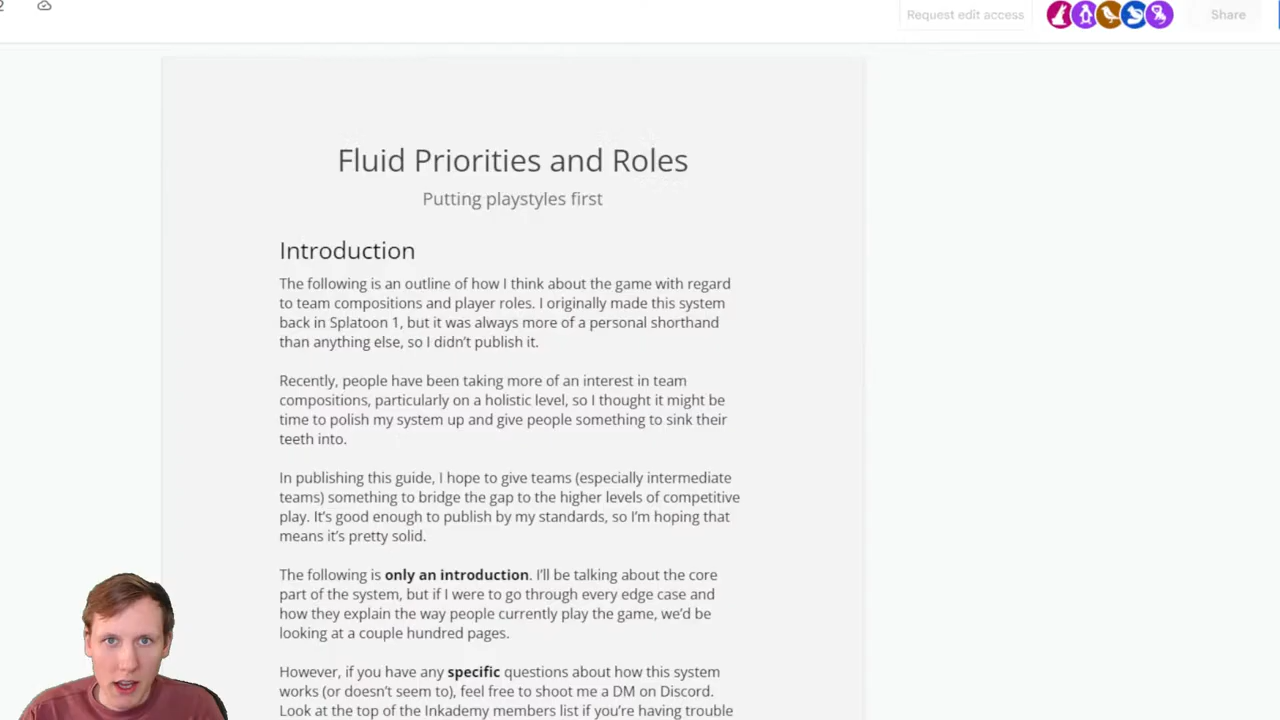 2
Request edit access
Share
Fluid Priorities and Roles
Putting playstyles first
Introduction
The following is an outline of how I think about the game with regard
to team compositions and player roles. I originally made this system
back in Splatoon 1, but it was always more of a personal shorthand
than anything else, so I didn’t publish it.
Recently, people have been taking more of an interest in team
compositions, particularly on a holistic level, so I thought it might be
time to polish my system up and give people something to sink their
teeth into.
In publishing this guide, I hope to give teams (especially intermediate
teams) something to bridge the gap to the higher levels of competitive
play. It’s good enough to publish by my standards, so I’m hoping that
means it’s pretty solid.
The following is only an introduction. I’ll be talking about the core
part of the system, but if I were to go through every edge case and
how they explain the way people currently play the game, we’d be
looking at a couple hundred pages.
However, if you have any specific questions about how this system
works (or doesn’t seem to), feel free to shoot me a DM on Discord.
Look at the top of the Inkademy members list if you’re having trouble